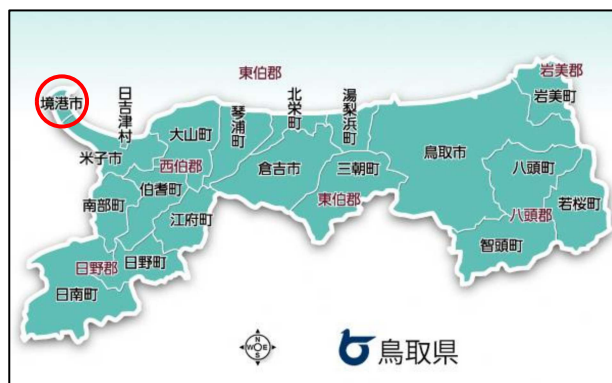 東伯郡
岩美郡
境港市
日吉津村
琴浦町
北栄町
湯梨浜町
岩美町
大山町
米子市
鳥取市
西伯郡
倉吉市
三朝町
八頭町
伯耆町
南部町
東伯郡
若桜町
江府町
八頭郡
智頭町
日野郡
日野町
日南町
N
W
E
S
鳥取県